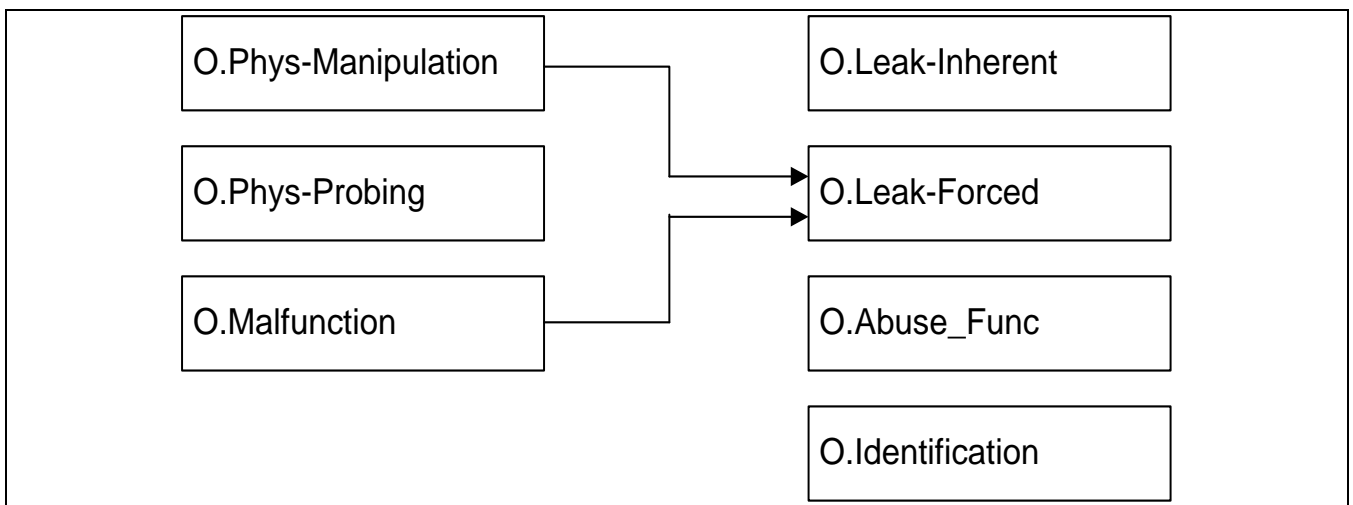 O.Phys-Manipulation
O.Leak-Inherent
O.Phys-Probing
O.Leak-Forced
O.Malfunction
O.Abuse_Func
O.Identification